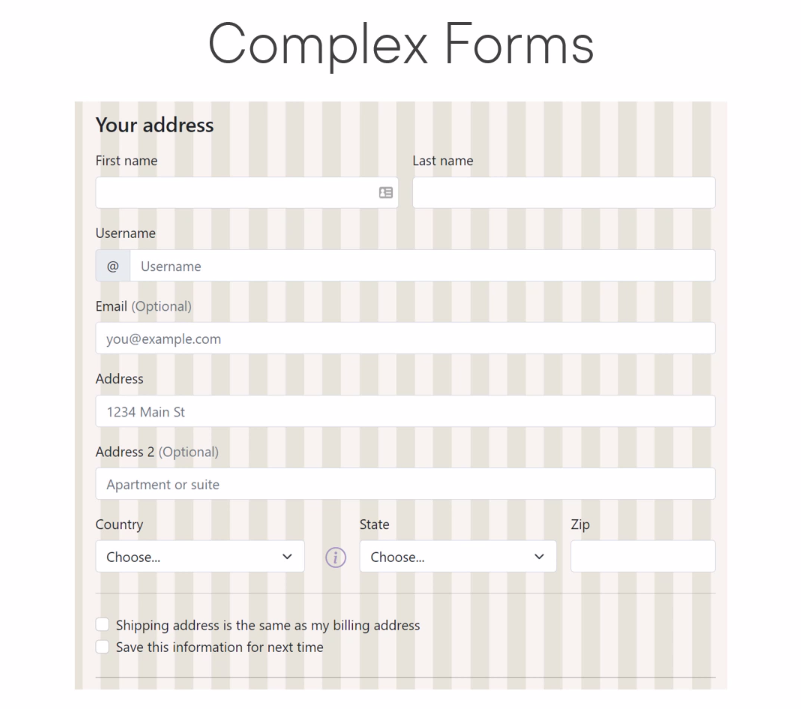 Complex Forms
Your address
First name Last name
Username
@ Username
Email (Optional)
you@example.com
Address
1234 Main St
Address 2 (Optional)
Apartment or suite
Country State Zip
Choose... i Choose...
Shipping address is the same as my billing address
Save this information for next time